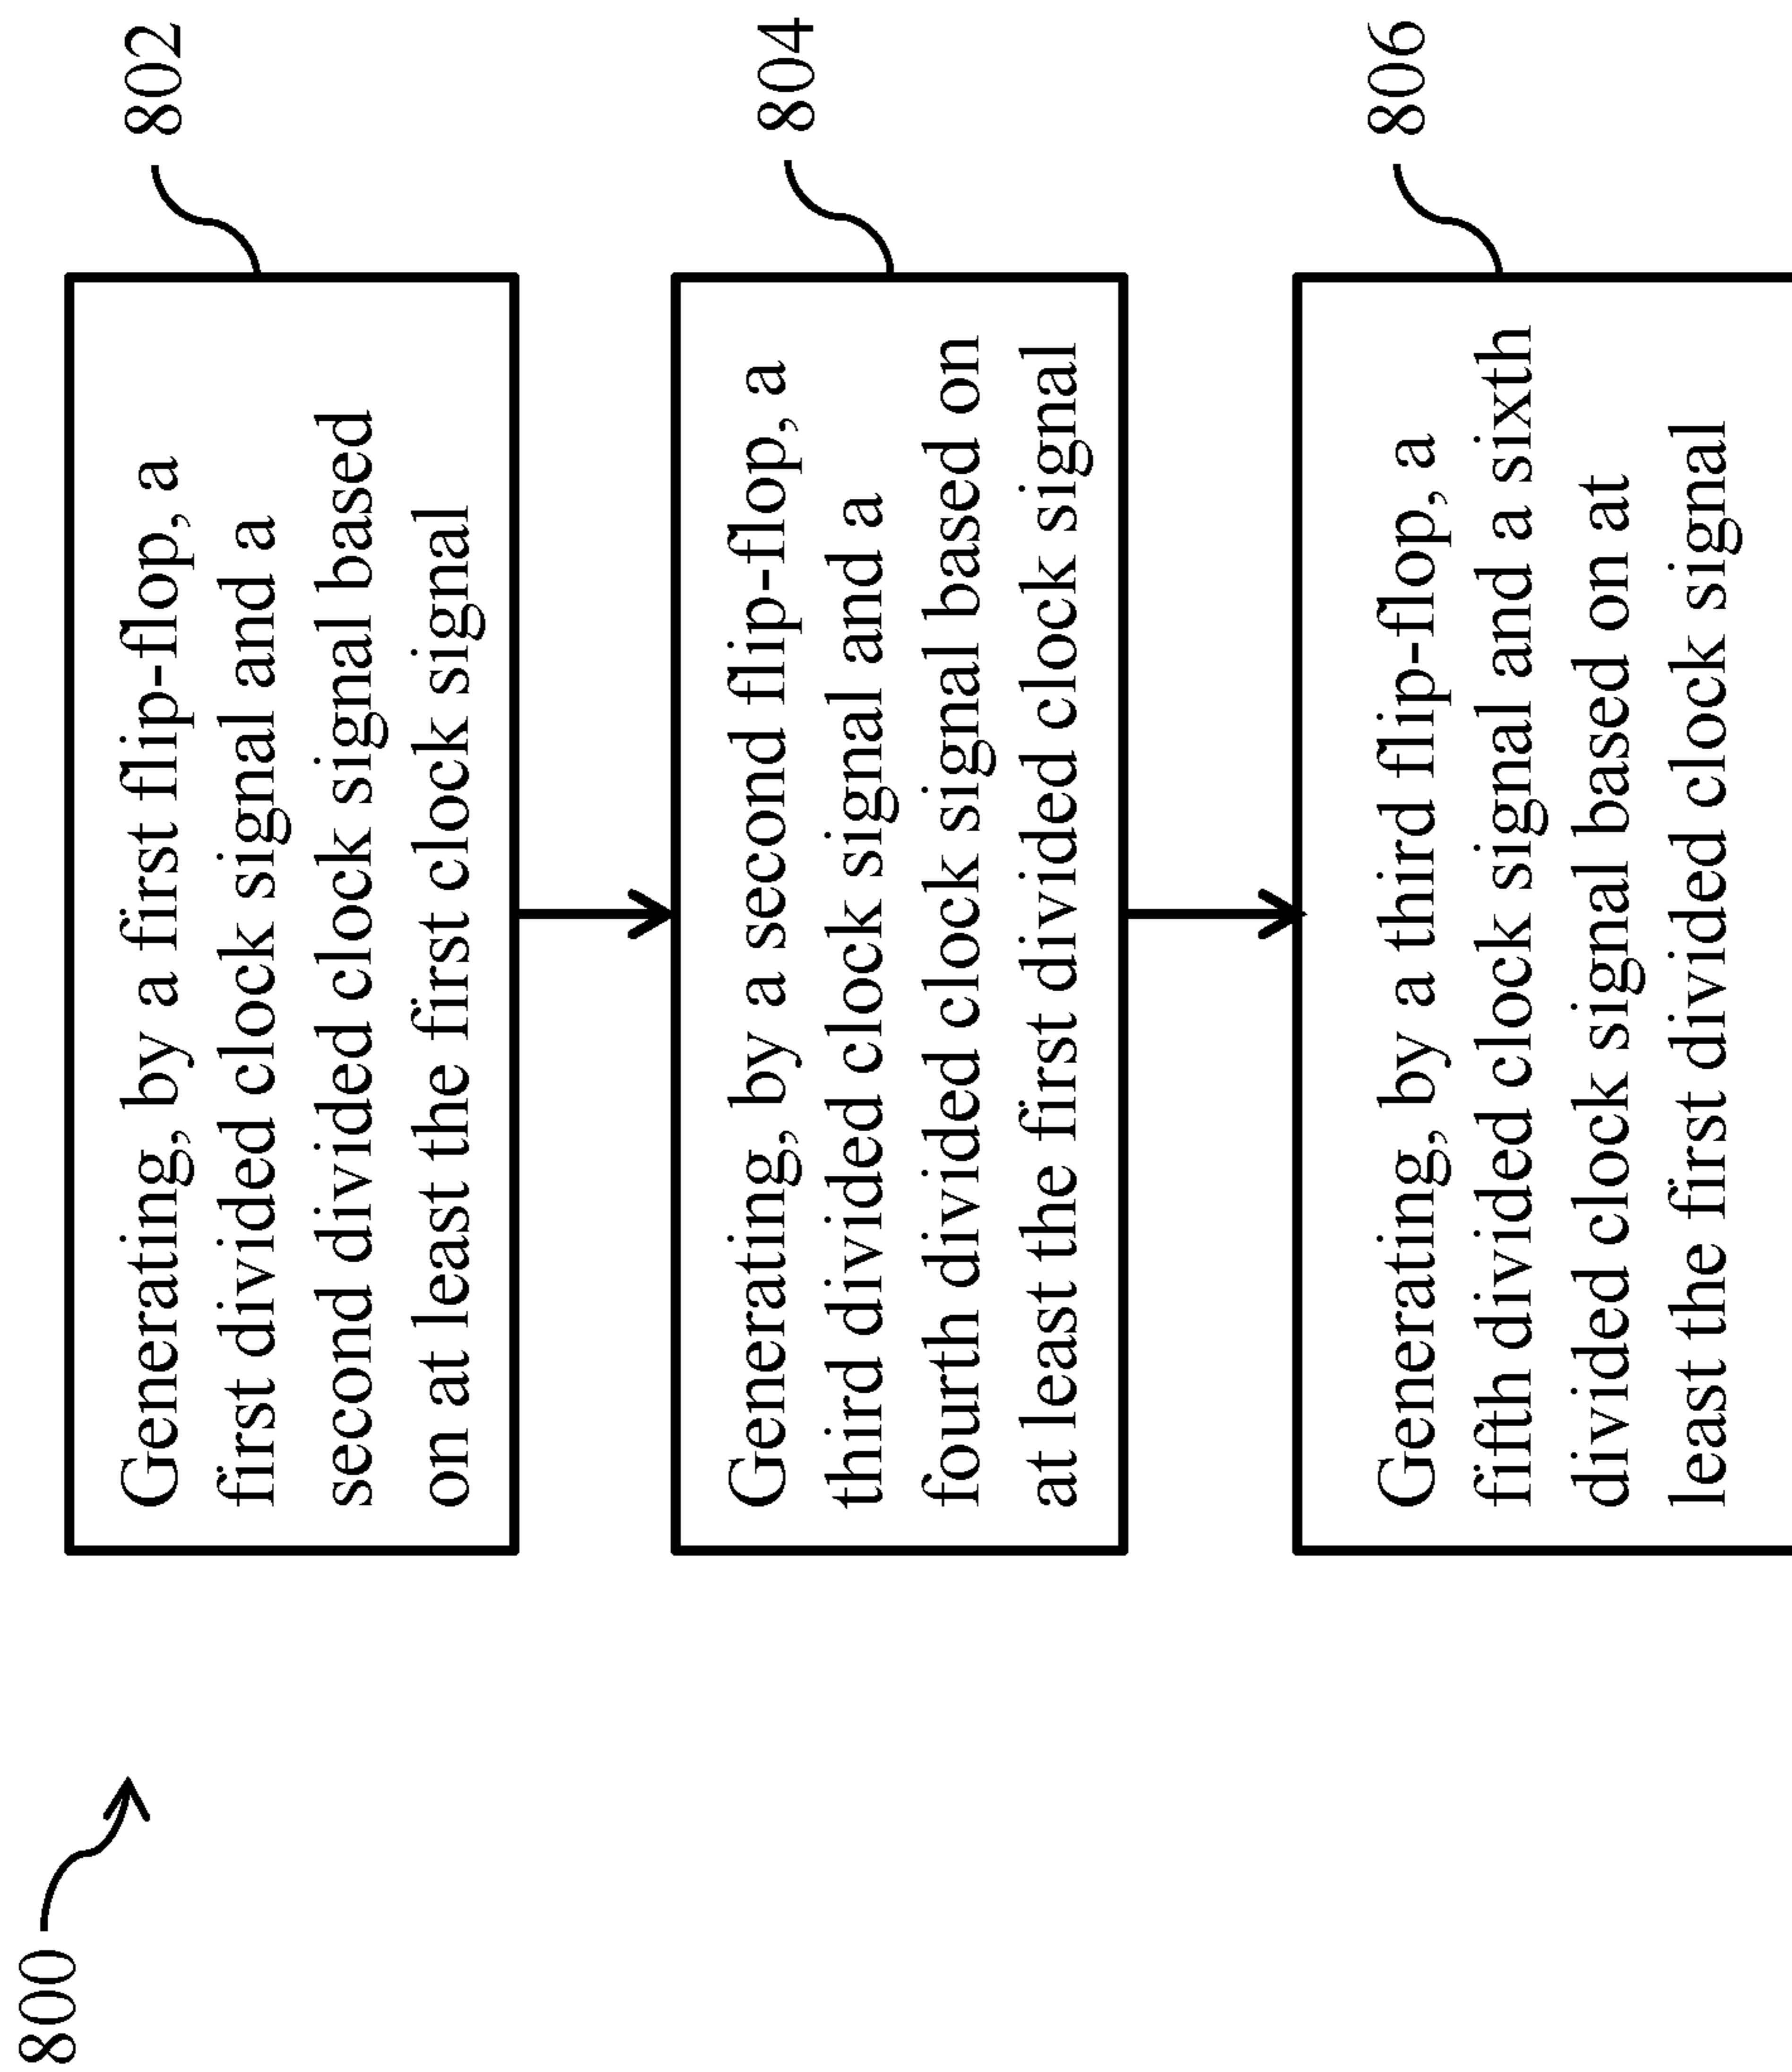 800
802
Generating, by a first flip-flop, a
first divided clock signal and a
second divided clock signal based
on at least the first clock signal
804
Generating, by a second flip-flop, a
third divided clock signal and a
fourth divided clock signal based on
at least the first divided clock signal
806
Generating, by a third flip-flop, a
fifth divided clock signal and a sixth
divided clock signal based on at
least the first divided clock signal